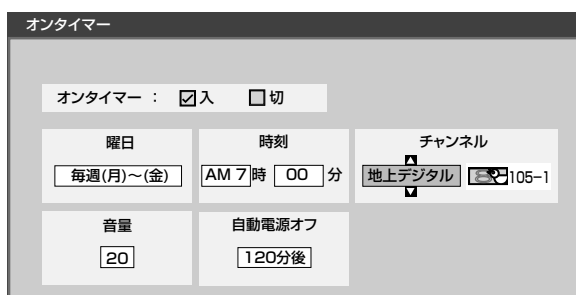 オンタイマー
オンタイマー : 入 切
曜日
毎週(月)～(金)
時刻
AM 7 時 00 分
チャンネル
地上デジタル 105-1
音量
20
自動電源オフ
120分後